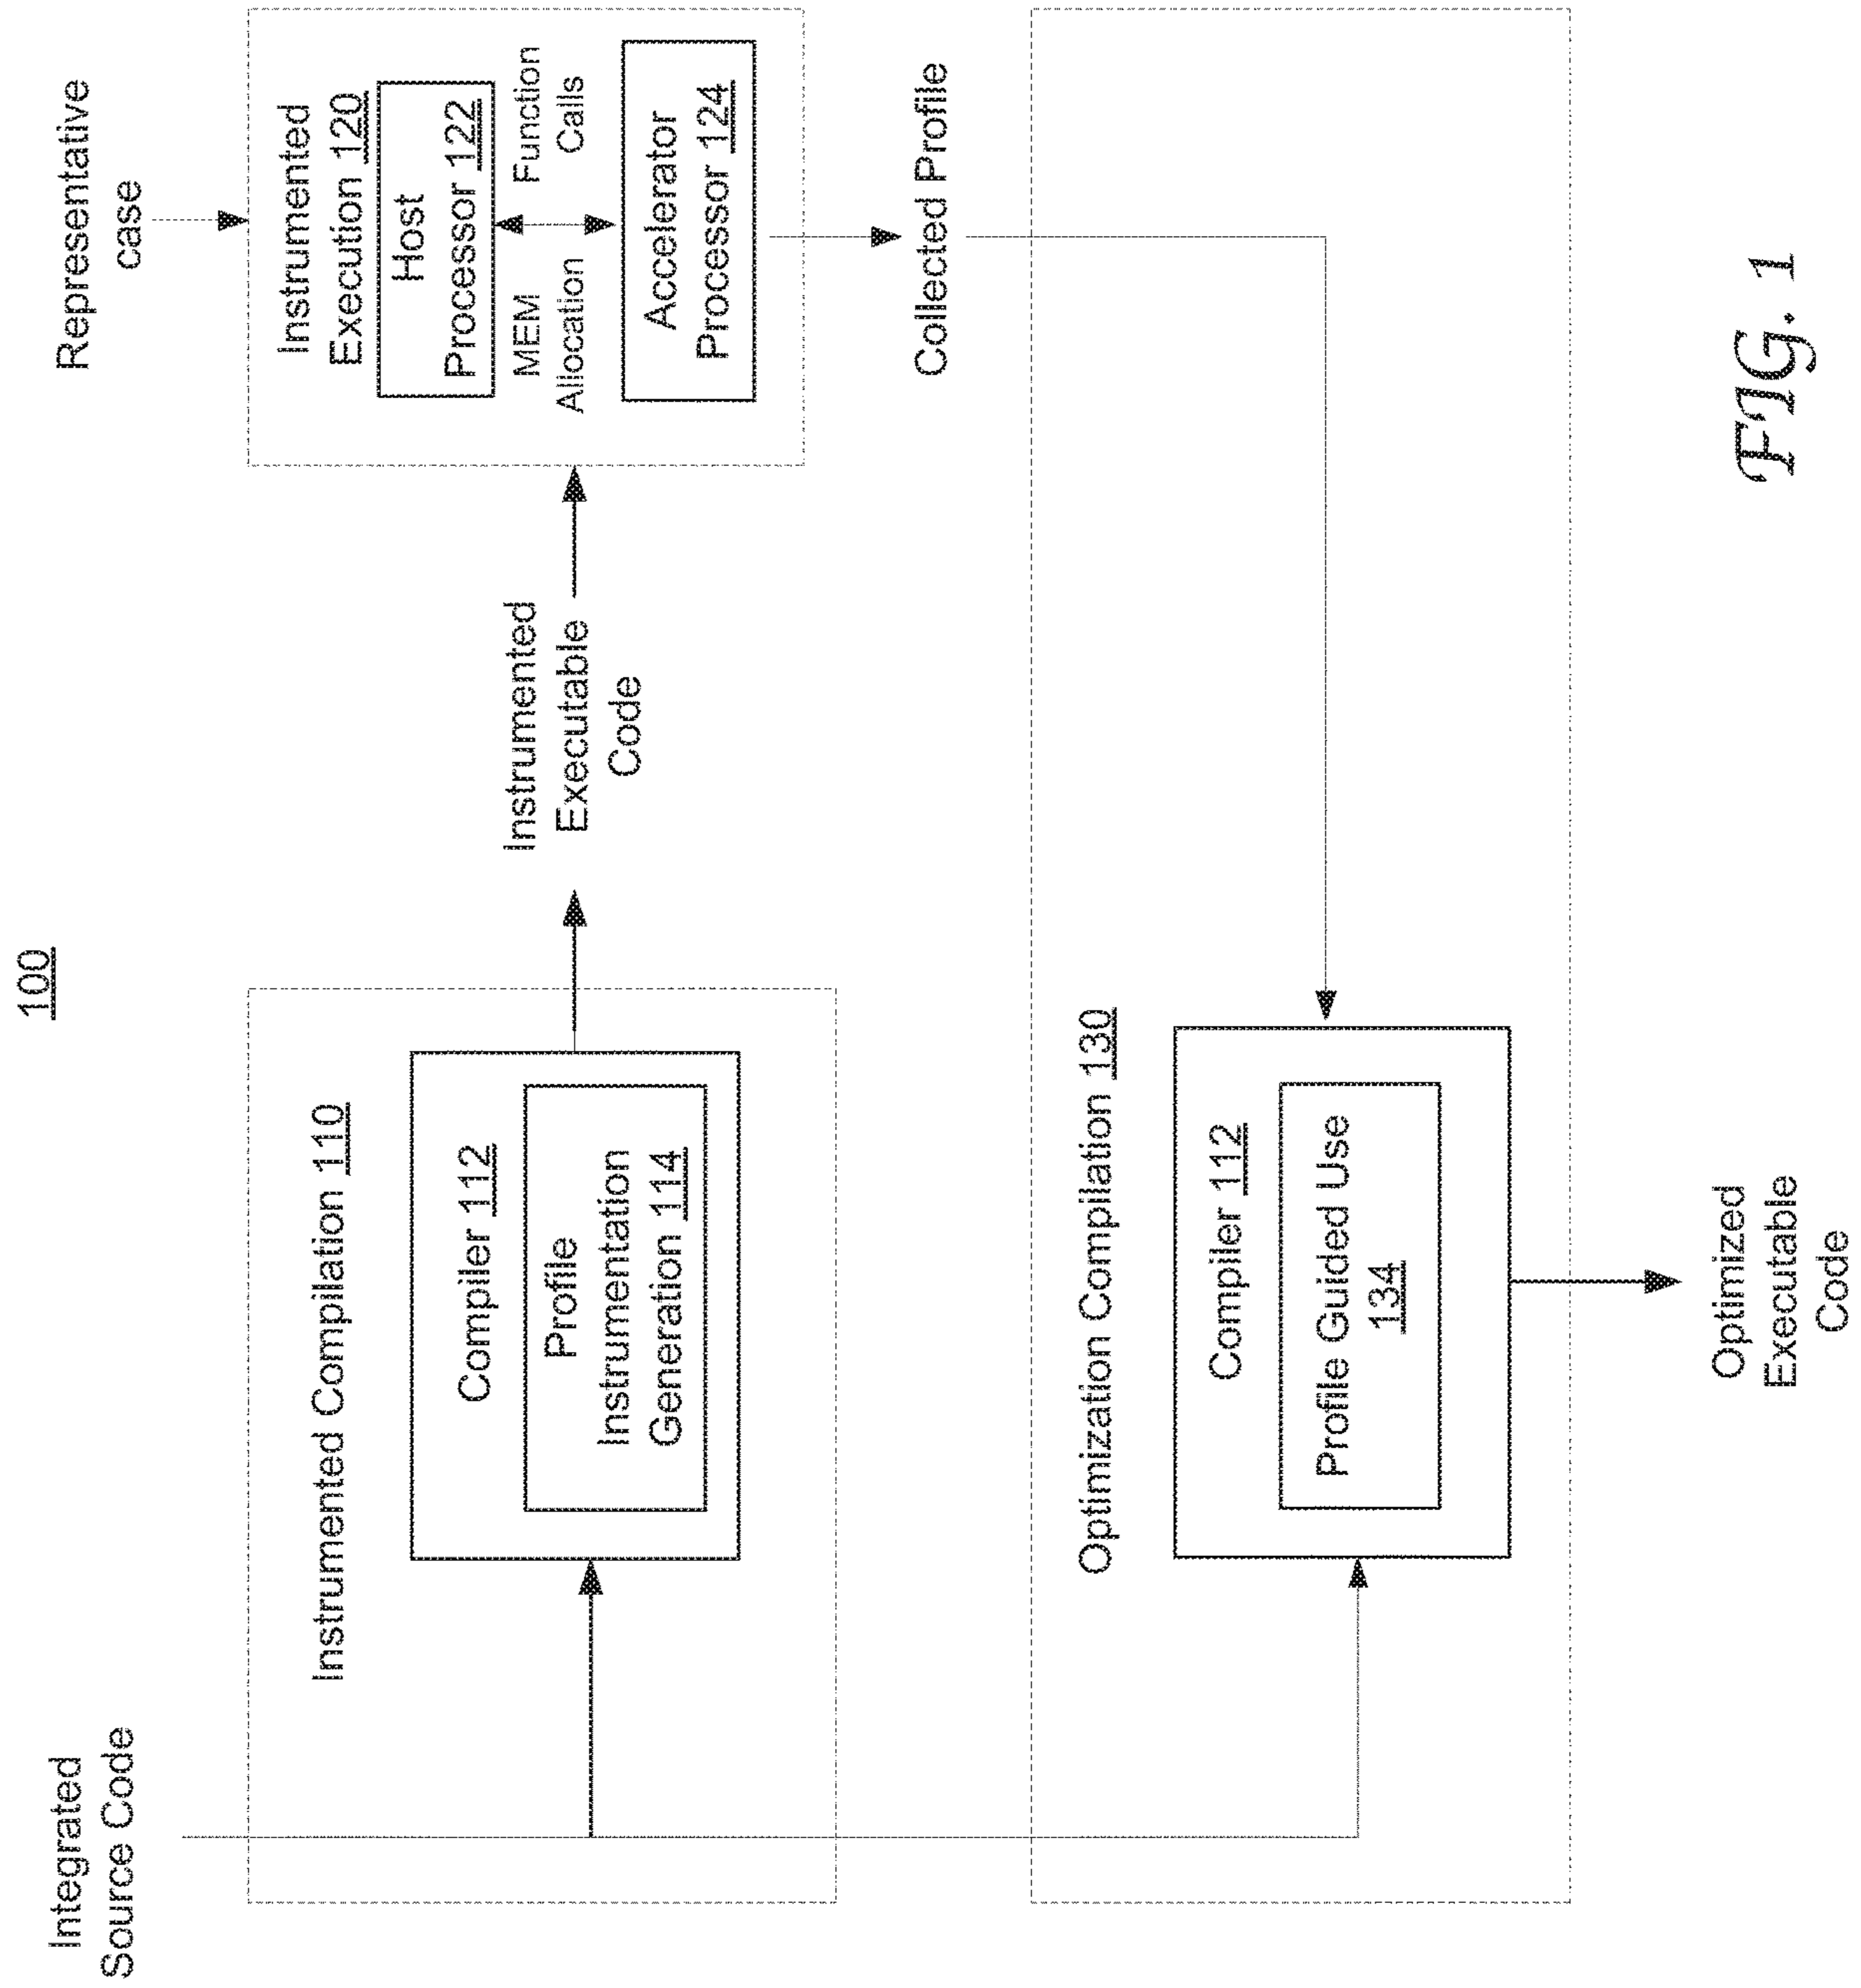 100
Integrated
Source Code
Representative
case
Instrumented Compilation 110
Compiler 112
Profile
Instrumentation
Generation 114
Instrumented
Executable
Code
Instrumented
Execution 120
Host
Processor 122
MEM
Allocation
Function
Calls
Accelerator
Processor 124
Collected Profile
Optimization Compilation 130
Compiler 112
Profile Guided Use
134
Optimized
Executable
Code
FIG. 1